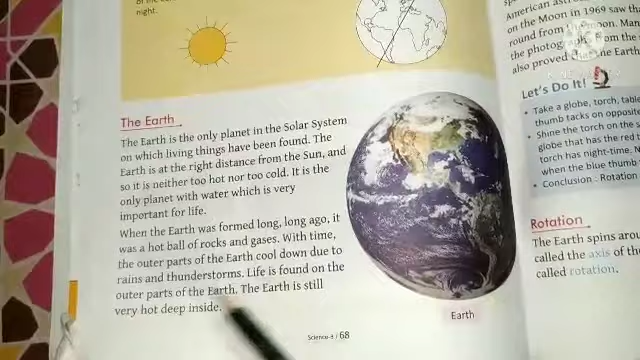 night.
The Earth
The Earth is the only planet in the Solar System
on which living things have been found. The
Earth is at the right distance from the Sun, and
so it is neither too hot nor too cold. It is the
only planet with water which is very
important for life.
When the Earth was formed long, long ago, it
was a hot ball of rocks and gases. With time,
the outer parts of the Earth cool down due to
rains and thunderstorms. Life is found on the
outer parts of the Earth. The Earth is still
very hot deep inside.
Earth
Science-4 / 68
American
on the Moon in 1969 saw
round from the moon.
the from the
also proved the Earth
Let's Do It!
• Take a globe, torch,
thumb tacks on
• Shine the torch on the
globe that has the red
torch has night-time.
when the blue thumb
• Conclusion : Rotation
Rotation
The Earth spins
called the axis of
called rotation.